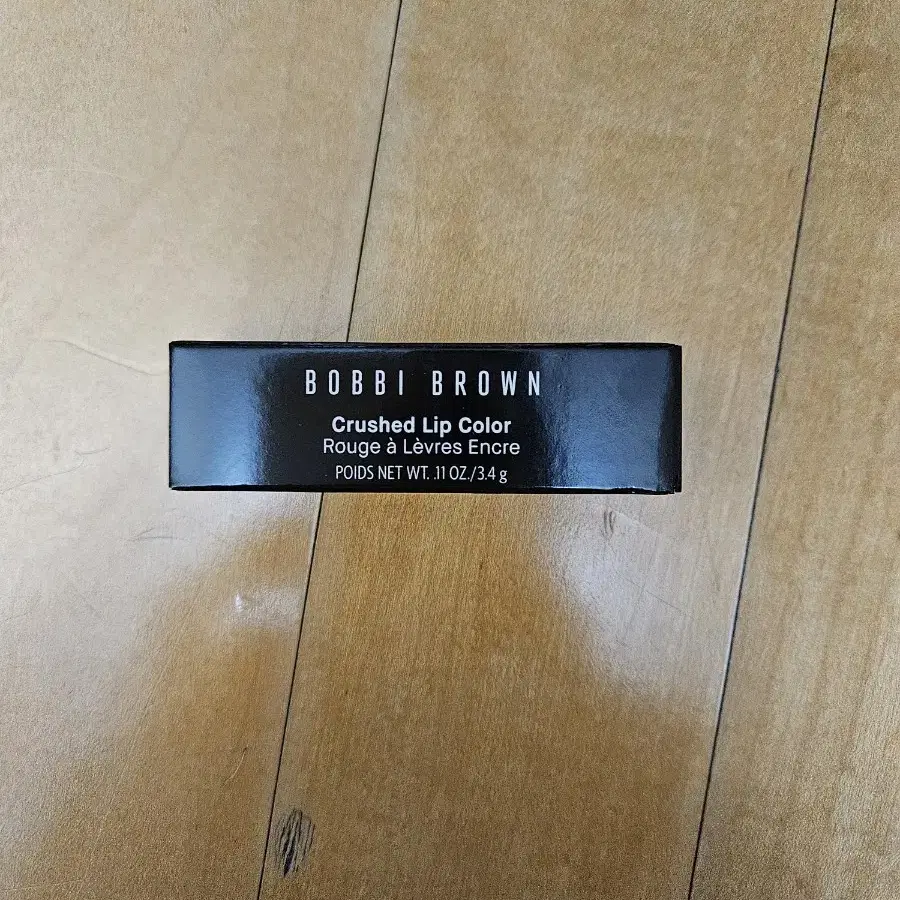 BOBBI BROWN
Crushed Lip Color
Rouge à Lèvres Encre
POIDS NET WT. .11 OZ./3.4 g